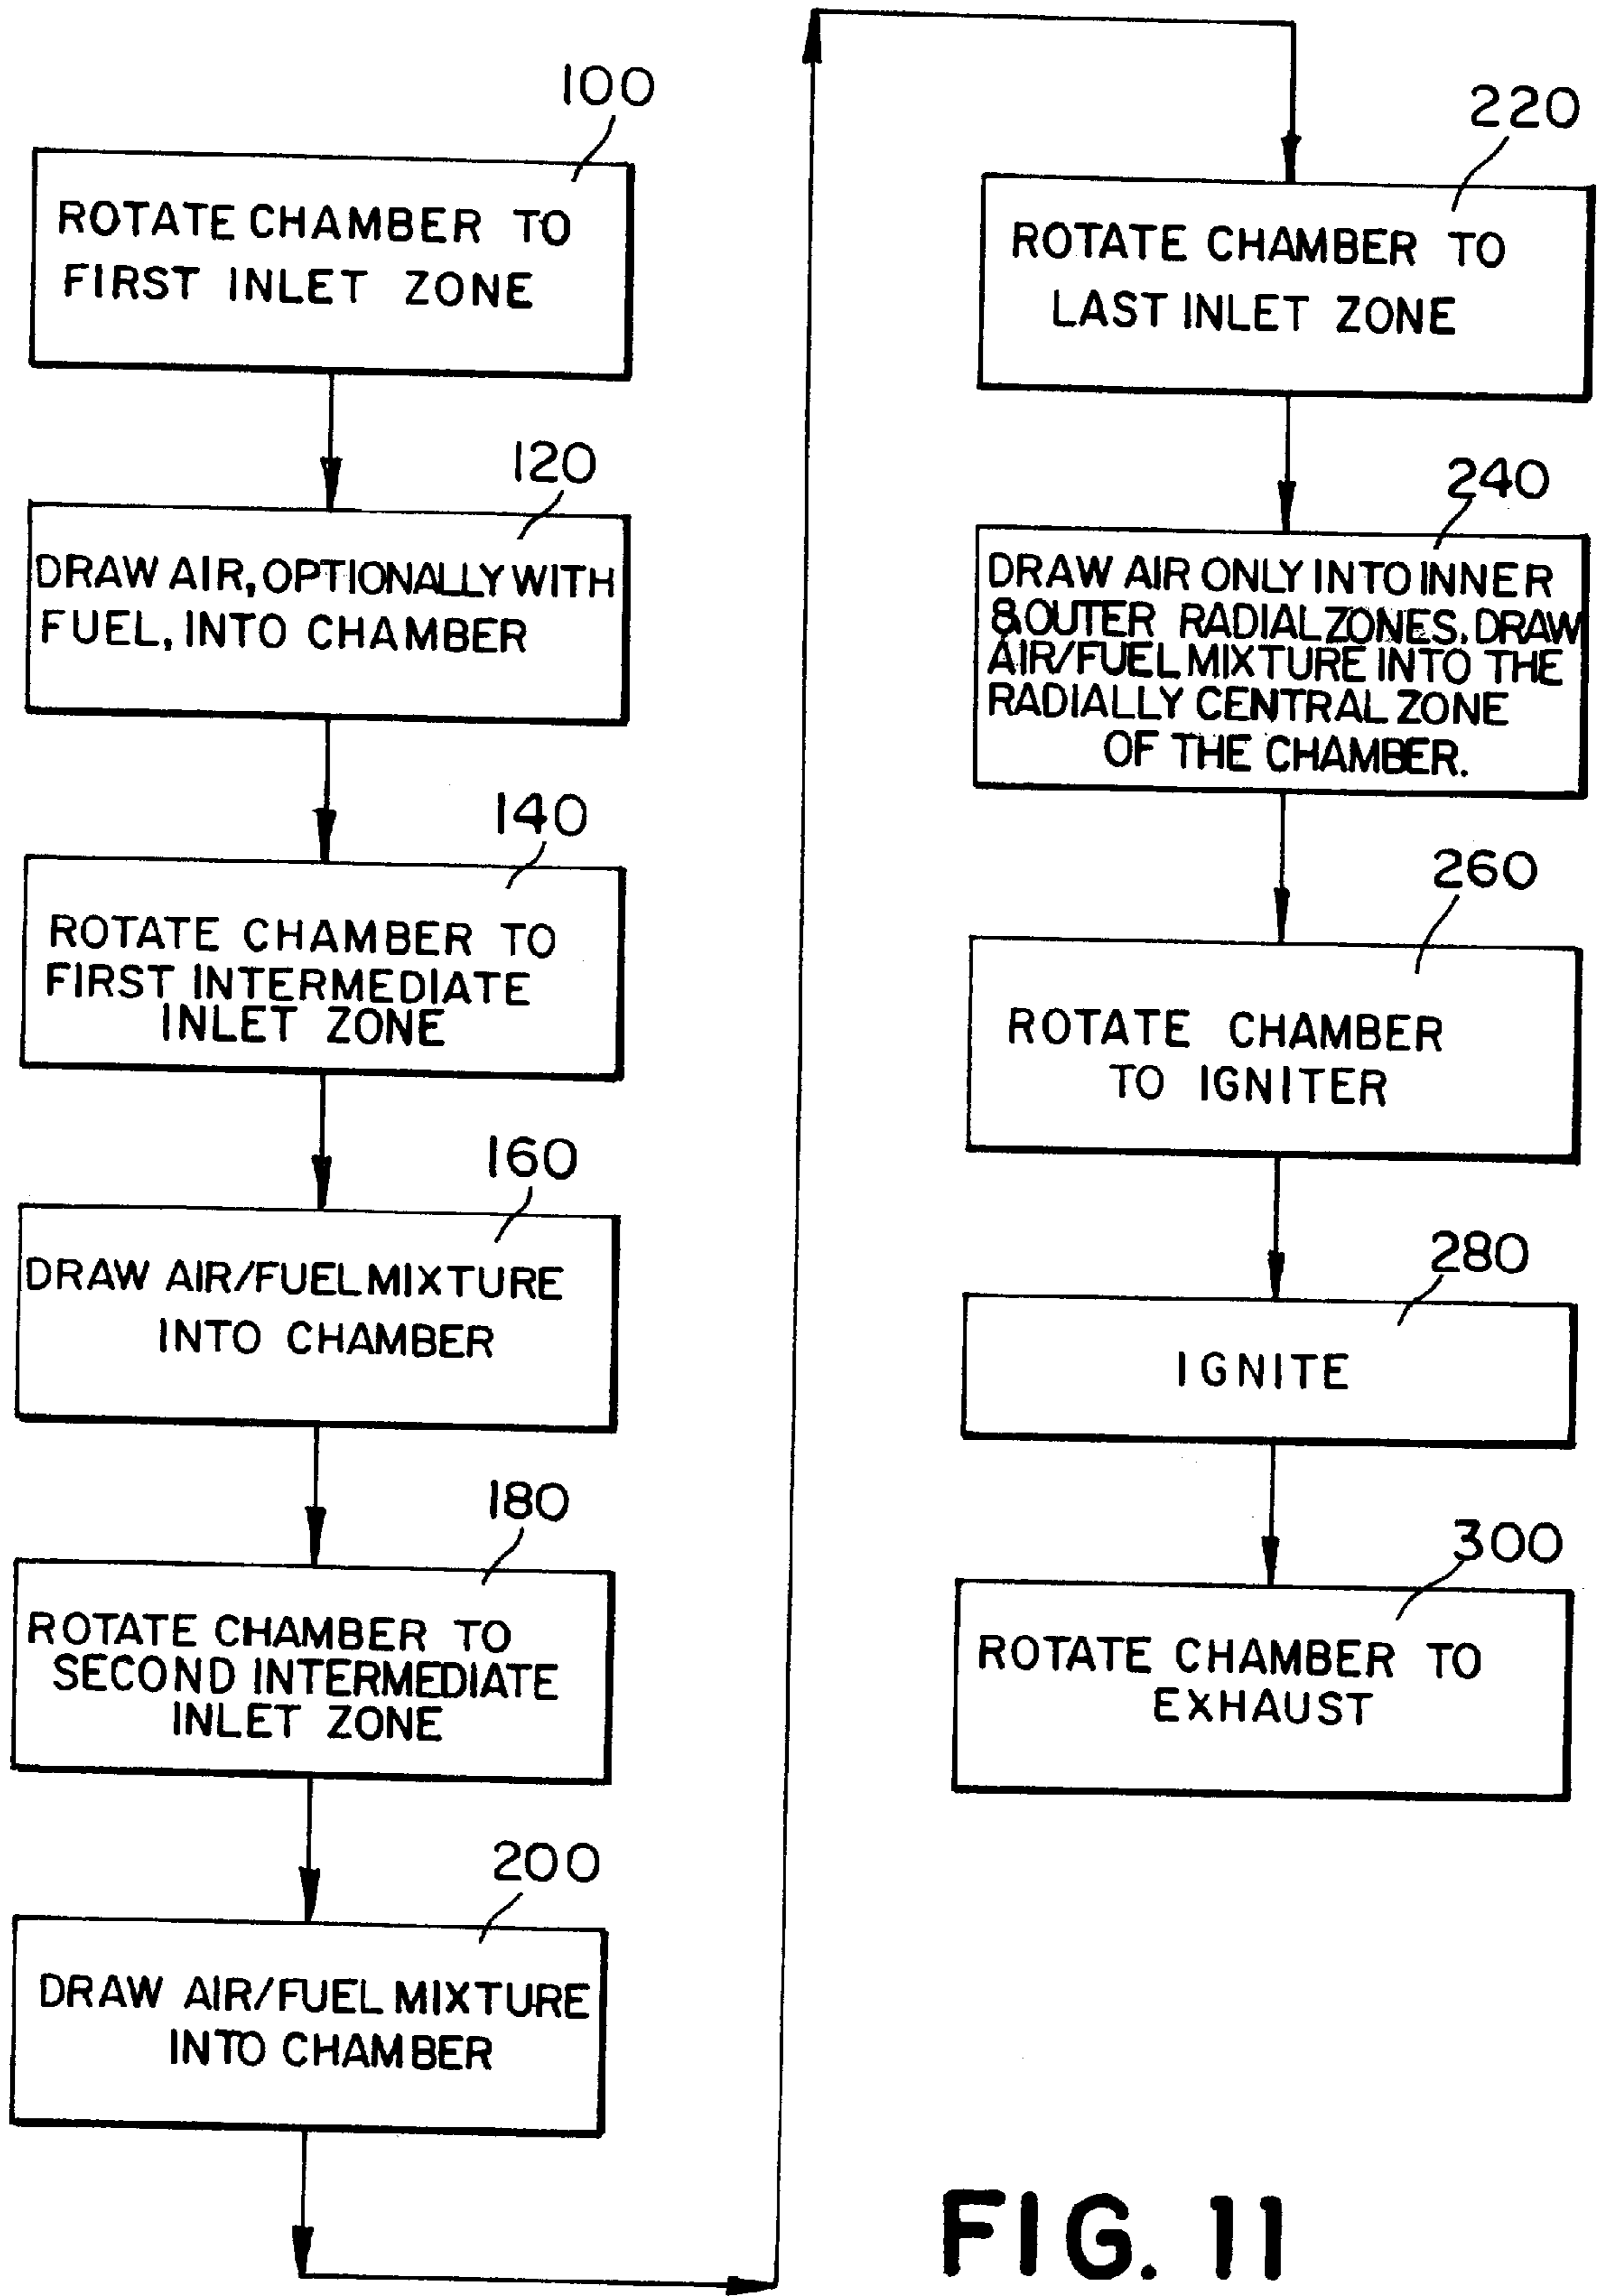 100
ROTATE CHAMBER TO
FIRST INLET ZONE
120
DRAW AIR, OPTIONALLY WITH
FUEL, INTO CHAMBER
140
ROTATE CHAMBER TO
FIRST INTERMEDIATE
INLET ZONE
160
DRAW AIR/FUEL MIXTURE
INTO CHAMBER
180
ROTATE CHAMBER TO
SECOND INTERMEDIATE
INLET ZONE
200
DRAW AIR/FUEL MIXTURE
INTO CHAMBER
220
ROTATE CHAMBER TO
LAST INLET ZONE
240
DRAW AIR ONLY INTO INNER
& OUTER RADIAL ZONES. DRAW
AIR/FUEL MIXTURE INTO THE
RADIALLY CENTRAL ZONE
OF THE CHAMBER.
260
ROTATE CHAMBER
TO IGNITER
280
IGNITE
300
ROTATE CHAMBER TO
EXHAUST
FIG. 11